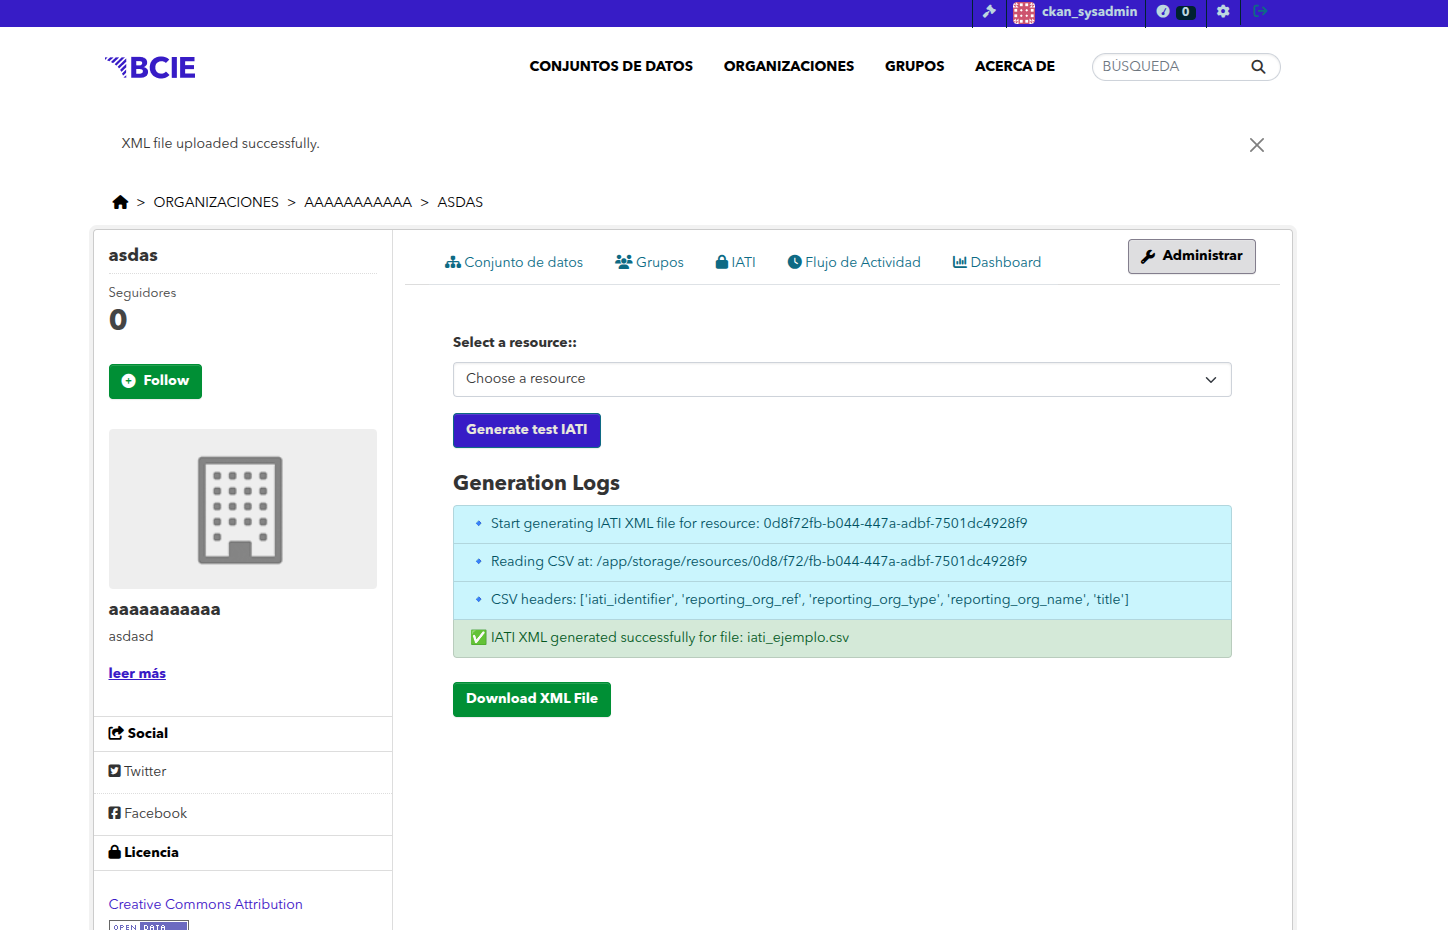 ckan_sysadmin 0
BCIE
CONJUNTOS DE DATOS ORGANIZACIONES GRUPOS ACERCA DE BÚSQUEDA
XML file uploaded successfully.
> ORGANIZACIONES > AAAAAAAAAAA > ASDAS
asdas
Seguidores
0
Follow
aaaaaaaaaaa
asdasd
leer más
Social
Twitter
Facebook
Licencia
Creative Commons Attribution
OPEN DATA
Conjunto de datos Grupos IATI Flujo de Actividad Dashboard Administrar
Select a resource::
Choose a resource
Generate test IATI
Generation Logs
Start generating IATI XML file for resource: 0d8f72fb-b044-447a-adbf-7501dc4928f9
Reading CSV at: /app/storage/resources/0d8/f72/fb-b044-447a-adbf-7501dc4928f9
CSV headers: ['iati_identifier', 'reporting_org_ref', 'reporting_org_type', 'reporting_org_name', 'title']
✅ IATI XML generated successfully for file: iati_ejemplo.csv
Download XML File